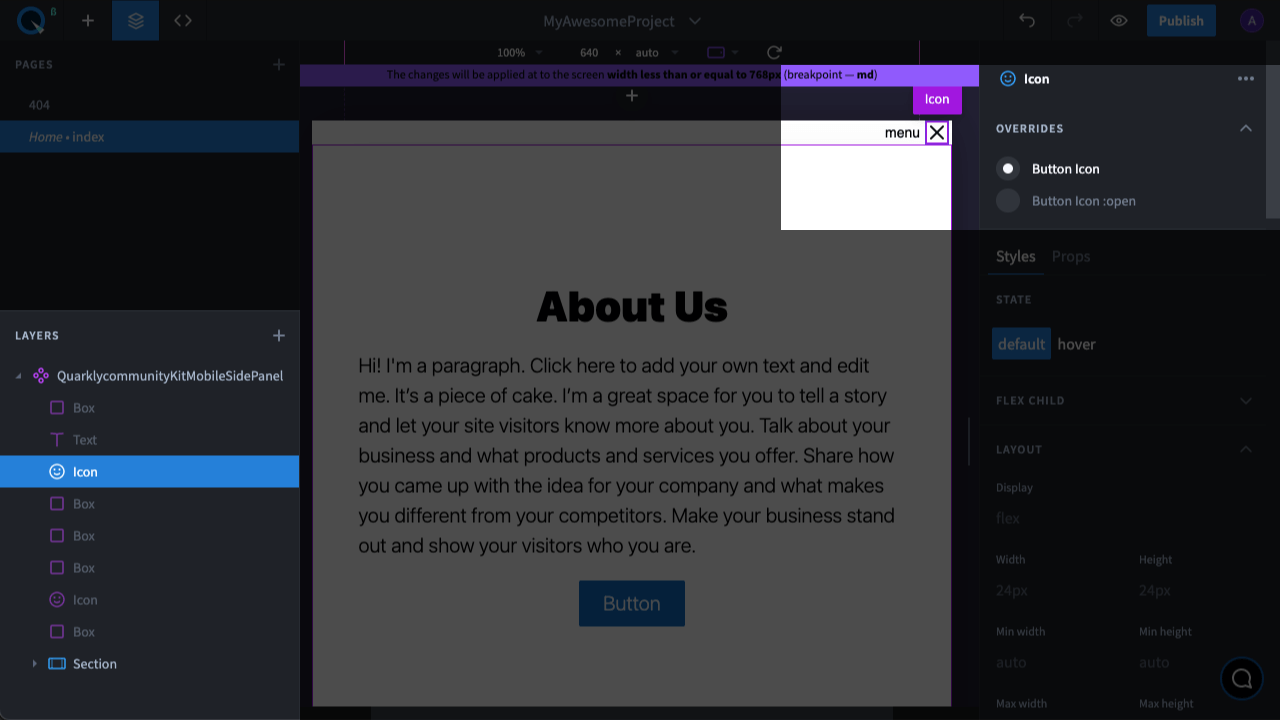 β
MyAwesomeProject
Publish
A
PAGES
404
Home • index
100%
640 × auto
The changes will be applied at to the screen width less than or equal to 768px (breakpoint — md)
Icon
menu
About Us
Hi! I'm a paragraph. Click here to add your own text and edit
me. It's a piece of cake. I'm a great space for you to tell a story
and let your site visitors know more about you. Talk about your
business and what products and services you offer. Share how
you came up with the idea for your company and what makes
you different from your competitors. Make your business stand
out and show your visitors who you are.
Button
LAYERS
QuarklycommunityKitMobileSidePanel
Box
Text
Icon
Box
Box
Box
Icon
Box
Section
Icon
OVERRIDES
Button Icon
Button Icon :open
Styles Props
STATE
default hover
FLEX CHILD
LAYOUT
Display
flex
Width Height
24px 24px
Min width Min height
auto auto
Max width Max height